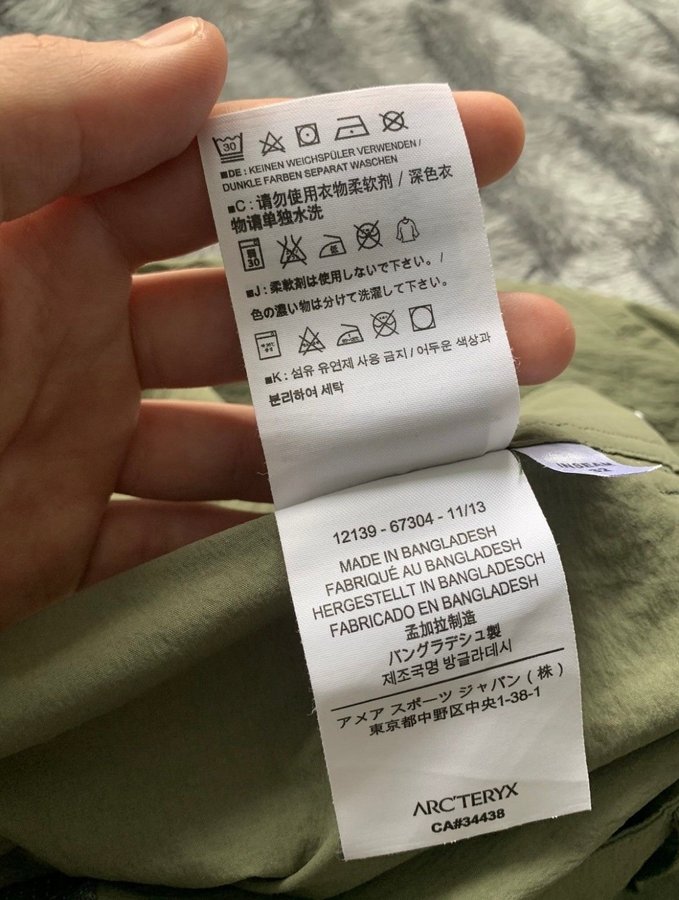 30
■DE : KEINEN WEICHSPÜLER VERWENDEN /
DUNKLE FARBEN SEPARAT WASCHEN
■C : 请勿使用衣物柔软剂 / 深色衣
物请单独水洗
弱
30
低
■J : 柔軟剤は使用しないで下さい。/
色の濃い物は分けて洗濯して下さい。
■K : 섬유 유연제 사용 금지 / 어두운 색상과
분리하여 세탁
INSEAM
32
12139 - 67304 - 11/13
MADE IN BANGLADESH
FABRIQUÉ AU BANGLADESH
HERGESTELLT IN BANGLADESCH
FABRICADO EN BANGLADESH
孟加拉制造
バングラデシュ製
제조국명 방글라데시
アメア スポーツ ジャパン ( 株 )
東京都中野区中央1-38-1
ARC'TERYX
CA#34438